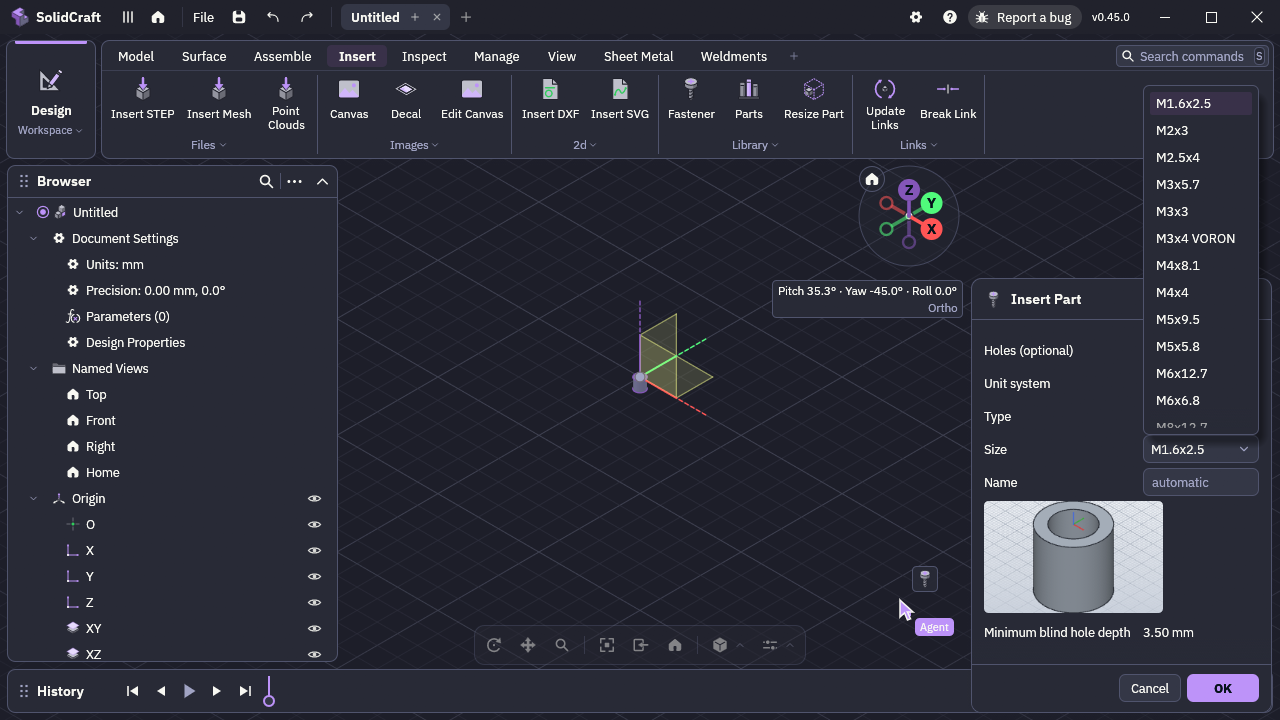 SolidCraft
File
Untitled
Report a bug
v0.45.0
Design
Workspace
Model
Surface
Assemble
Insert
Inspect
Manage
View
Sheet Metal
Weldments
Search commands
S
Insert STEP
Insert Mesh
Point
Clouds
Files
Canvas
Decal
Edit Canvas
Images
Insert DXF
Insert SVG
2d
Fastener
Parts
Resize Part
Library
Update
Links
Break Link
Links
Browser
Untitled
Document Settings
Units: mm
Precision: 0.00 mm, 0.0°
Parameters (0)
Design Properties
Named Views
Top
Front
Right
Home
Origin
O
X
Y
Z
XY
XZ
Z
Y
X
Pitch 35.3° · Yaw -45.0° · Roll 0.0°
Ortho
Agent
Insert Part
Holes (optional)
Unit system
Type
M1.6x2.5
M2x3
M2.5x4
M3x5.7
M3x3
M3x4 VORON
M4x8.1
M4x4
M5x9.5
M5x5.8
M6x12.7
M6x6.8
M8x12.7
Size
M1.6x2.5
Name
automatic
Minimum blind hole depth 3.50 mm
Cancel
OK
History